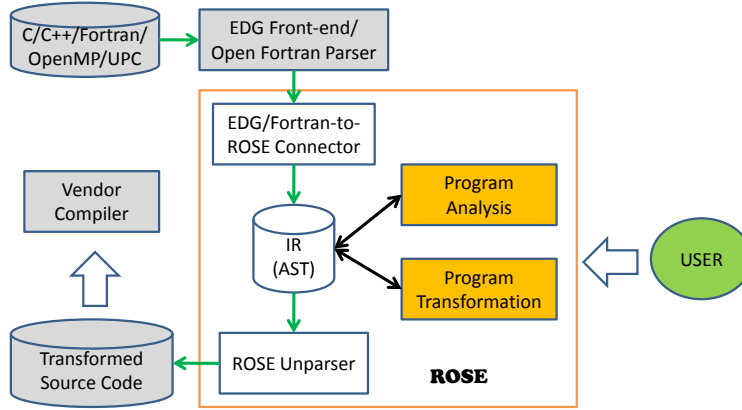 C/C++/Fortran/
OpenMP/UPC
EDG Front-end/
Open Fortran Parser
EDG/Fortran-to-
ROSE Connector
Vendor
Compiler
Program
Analysis
IR
(AST)
USER
Program
Transformation
Transformed
Source Code
ROSE Unparser
ROSE